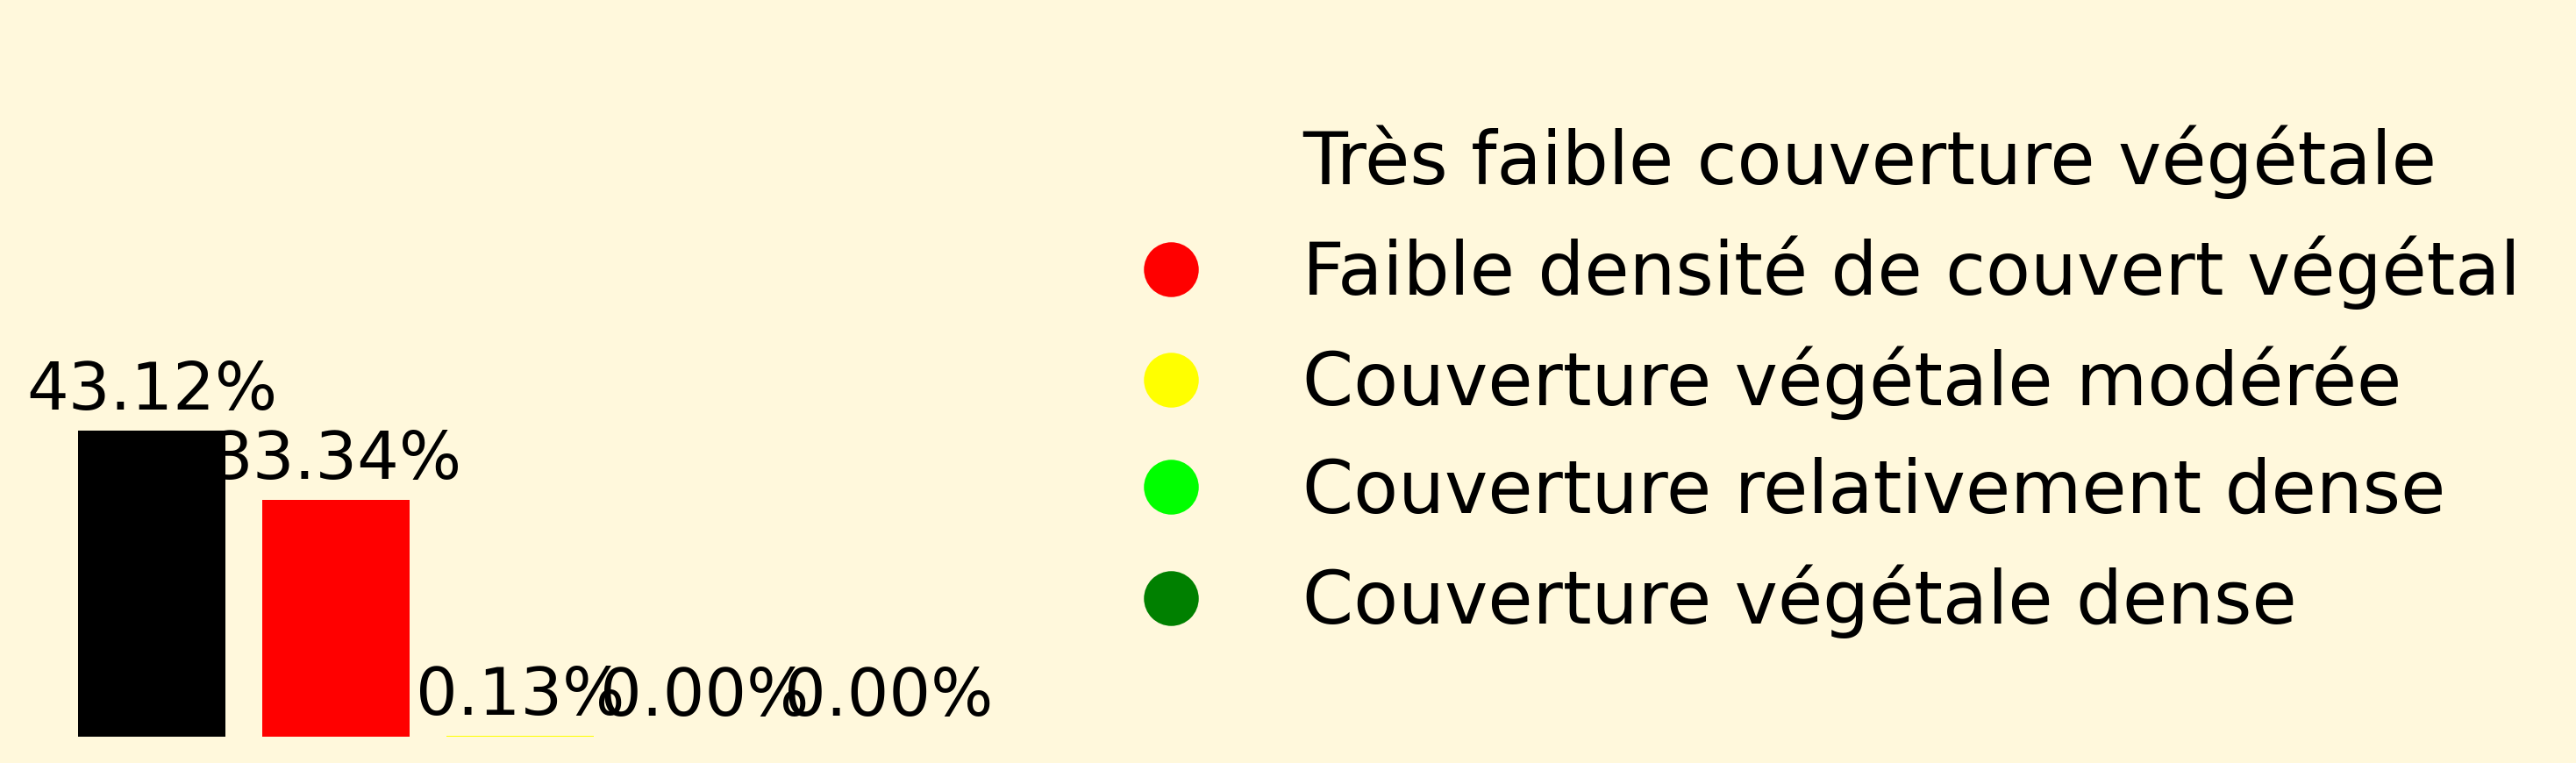 Très faible couverture végétale
Faible densité de couvert végétal
Couverture végétale modérée
Couverture relativement dense
Couverture végétale dense
43.12%
33.34%
0.13%
0.00%
0.00%